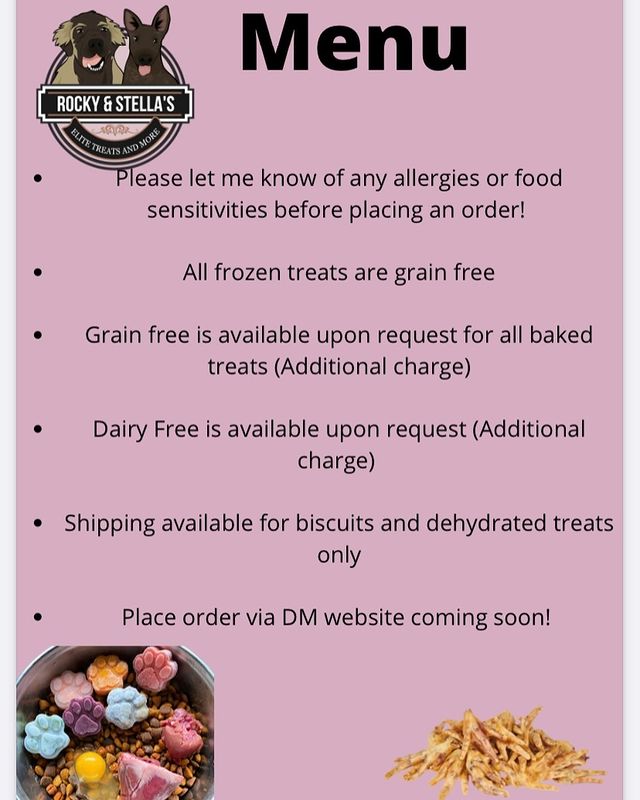 Menu
ROCKY & STELLA'S
ELITE TREATS AND MORE
• Please let me know of any allergies or food
sensitivities before placing an order!
• All frozen treats are grain free
• Grain free is available upon request for all baked
treats (Additional charge)
• Dairy Free is available upon request (Additional
charge)
• Shipping available for biscuits and dehydrated treats
only
• Place order via DM website coming soon!